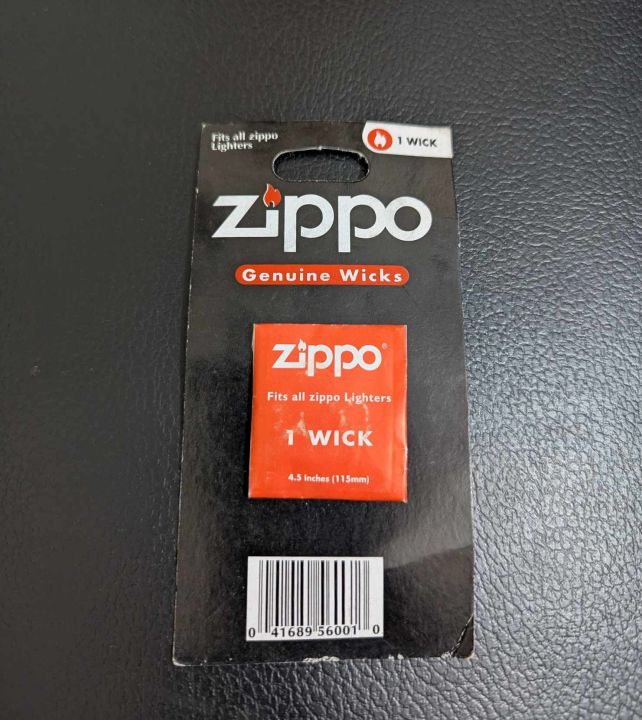 Fits all zippo
Lighters
1 WICK
zippo
Genuine Wicks
zippo®
Fits all zippo Lighters
1 WICK
4.5 inches (115mm)
0 41689 56001 0